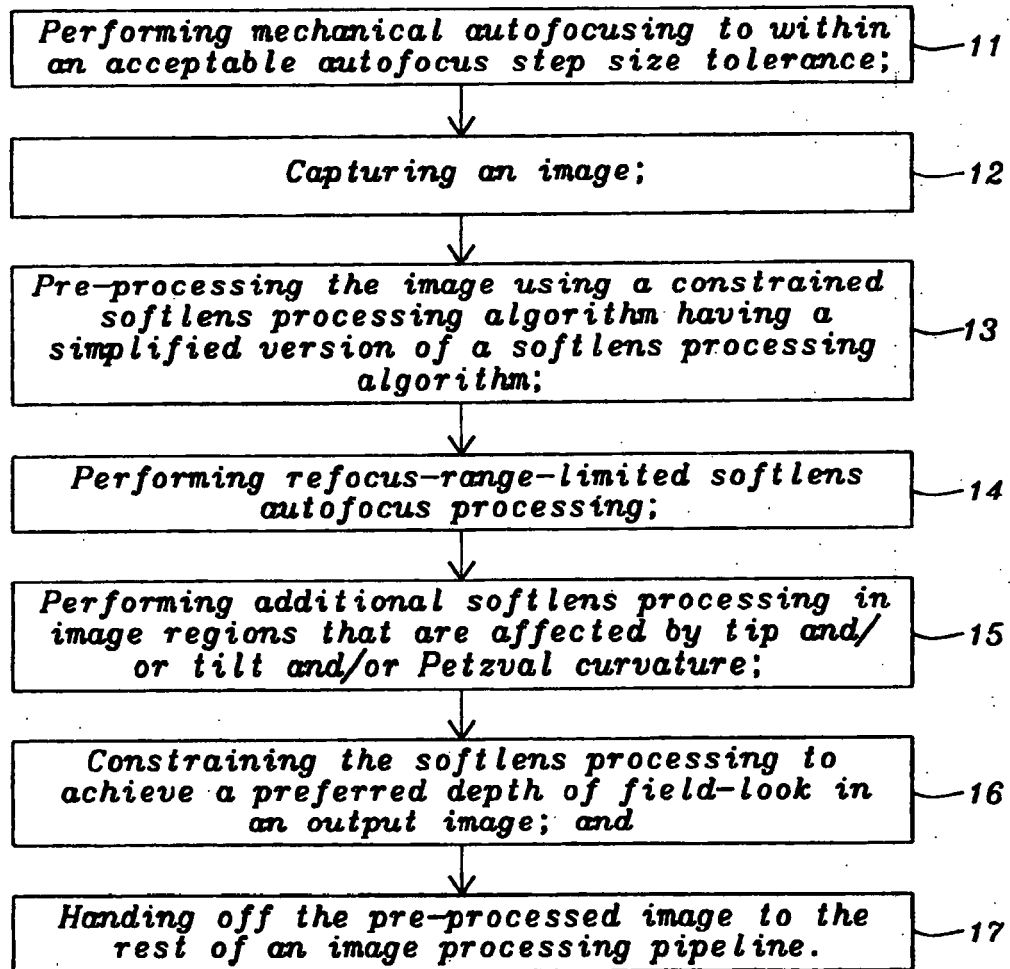 Performing mechanical autofocusing to within
an acceptable autofocus step size tolerance;
11
Capturing an image;
12
Pre-processing the image using a constrained
softlens processing algorithm having a
simplified version of a softlens processing
algorithm;
13
Performing refocus-range-limited softlens
autofocus processing;
14
Performing additional softlens processing in
image regions that are affected by tip and/
or tilt and/or Petzval curvature;
15
Constraining the softlens processing to
achieve a preferred depth of field-look in
an output image; and
16
Handing off the pre-processed image to the
rest of an image processing pipeline.
17